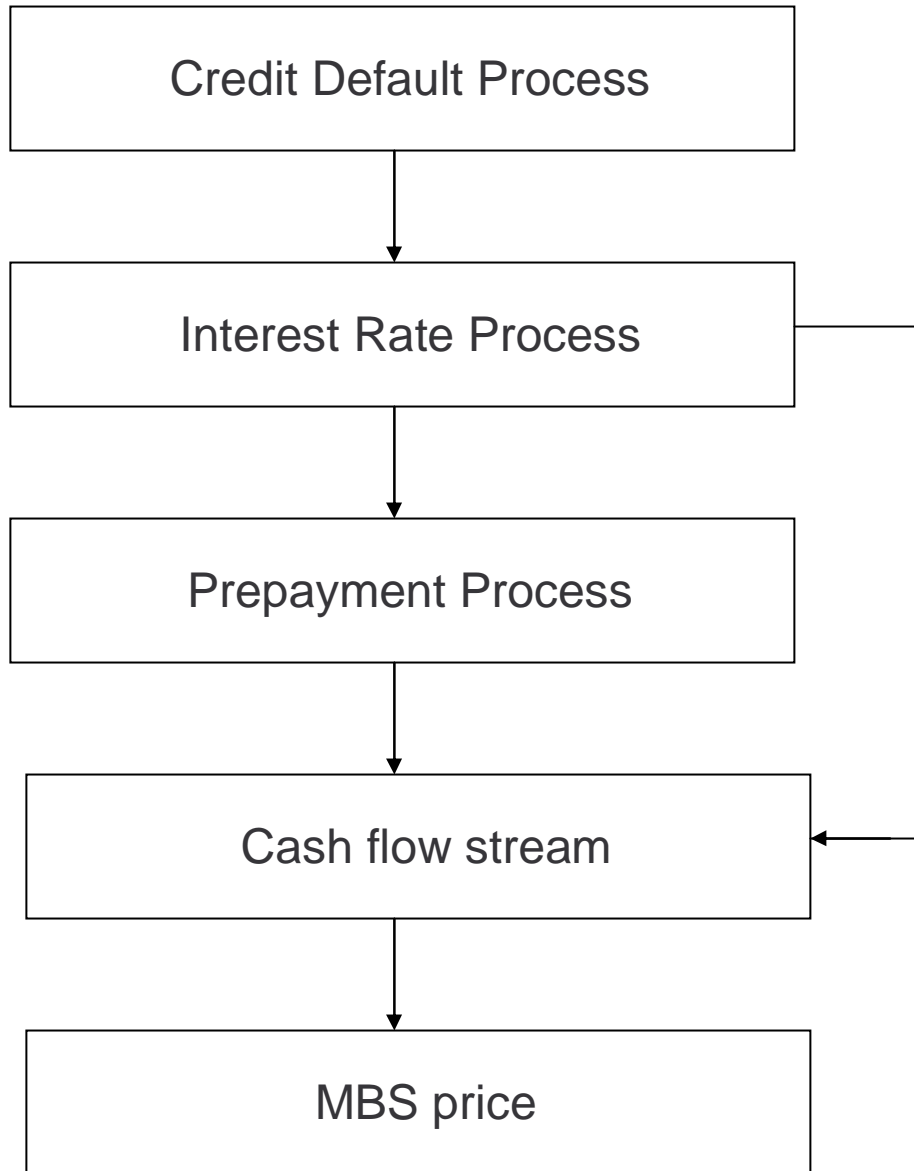 Credit Default Process
Interest Rate Process
Prepayment Process
Cash flow stream
MBS price